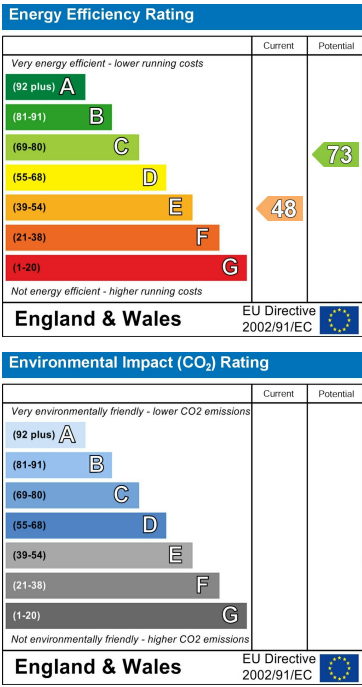 Energy Efficiency Rating
Current Potential
Very energy efficient - lower running costs
(92 plus) A
(81-91) B
(69-80) C
73
(55-68) D
(39-54) E
48
(21-38) F
(1-20) G
Not energy efficient - higher running costs
England & Wales
EU Directive
2002/91/EC
Environmental Impact (CO₂) Rating
Current Potential
Very environmentally friendly - lower CO2 emissions
(92 plus) A
(81-91) B
(69-80) C
(55-68) D
(39-54) E
(21-38) F
(1-20) G
Not environmentally friendly - higher CO2 emissions
England & Wales
EU Directive
2002/91/EC